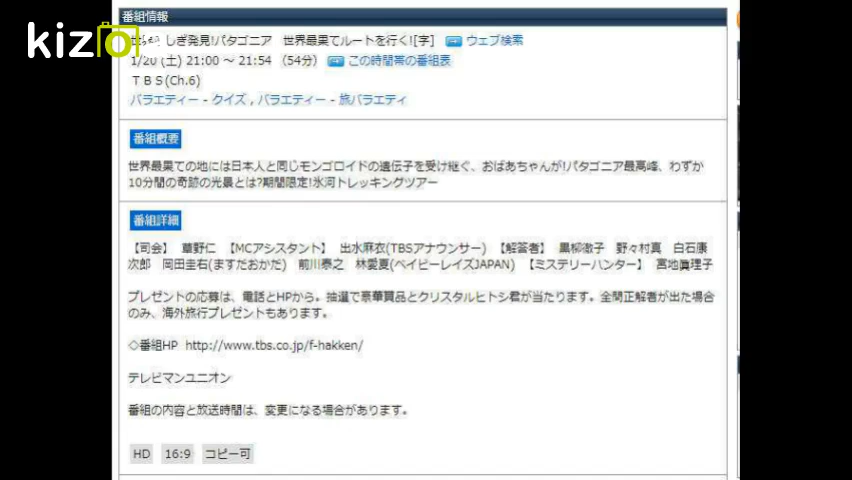 番組情報
kizoa
しぎ発見!パタゴニア 世界最果てルートを行く![字] ウェブ検索
1/20 (土) 21:00 ～ 21:54 (54分) この時間帯の番組表
TBS(Ch.6)
バラエティー - クイズ , バラエティー - 旅バラエティ
番組概要
世界最果ての地には日本人と同じモンゴロイドの遺伝子を受け継ぐ、おばあちゃんが!パタゴニア最高峰、わずか
10分間の奇跡の光景とは?期間限定!氷河トレッキングツアー
番組詳細
【司会】 草野仁 【MCアシスタント】 出水麻衣(TBSアナウンサー) 【解答者】 黒柳徹子 野々村真 白石康
次郎 岡田圭右(ますだおかだ) 前川泰之 林愛夏(ベイビーレイズJAPAN) 【ミステリーハンター】 宮地眞理子
プレゼントの応募は、電話とHPから。抽選で豪華賞品とクリスタルヒトシ君が当たります。全問正解者が出た場合
のみ、海外旅行プレゼントもあります。
◇番組HP http://www.tbs.co.jp/f-hakken/
テレビマンユニオン
番組の内容と放送時間は、変更になる場合があります。
HD 16:9 コピー可